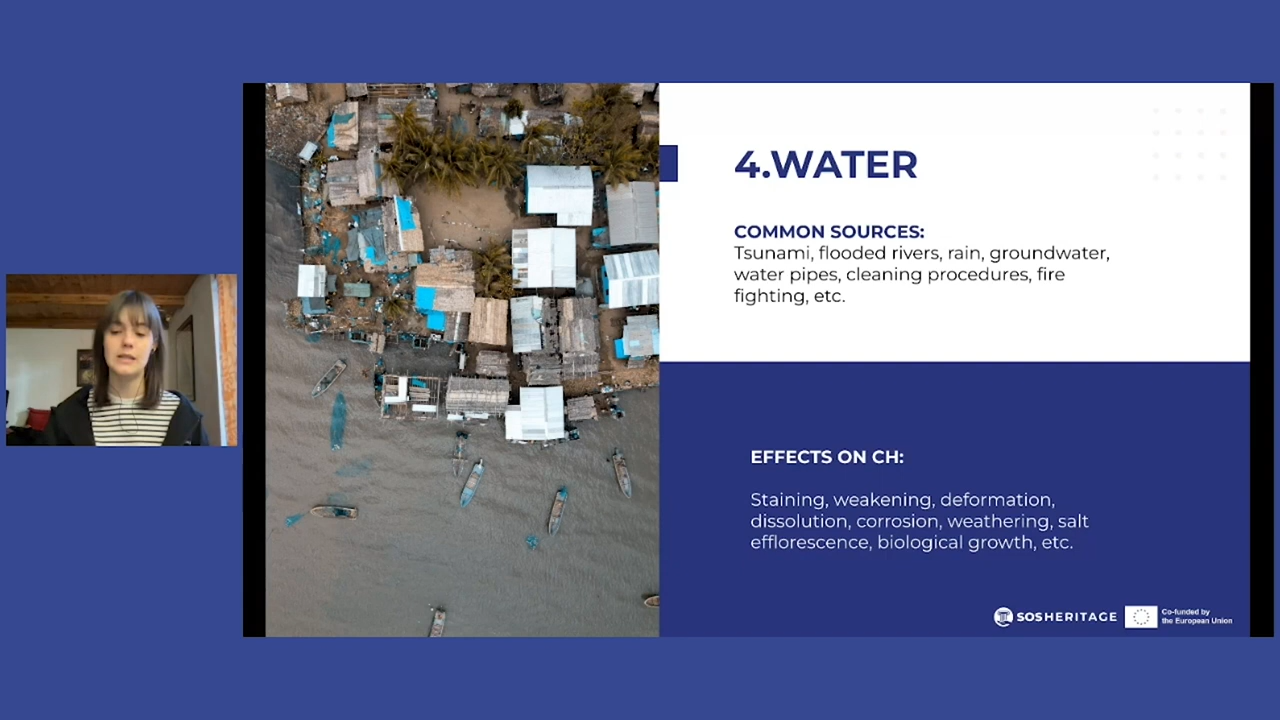 4.WATER
COMMON SOURCES:
Tsunami, flooded rivers, rain, groundwater,
water pipes, cleaning procedures, fire
fighting, etc.
EFFECTS ON CH:
Staining, weakening, deformation,
dissolution, corrosion, weathering, salt
efflorescence, biological growth, etc.
SOSHERITAGE
Co-funded by
the European Union